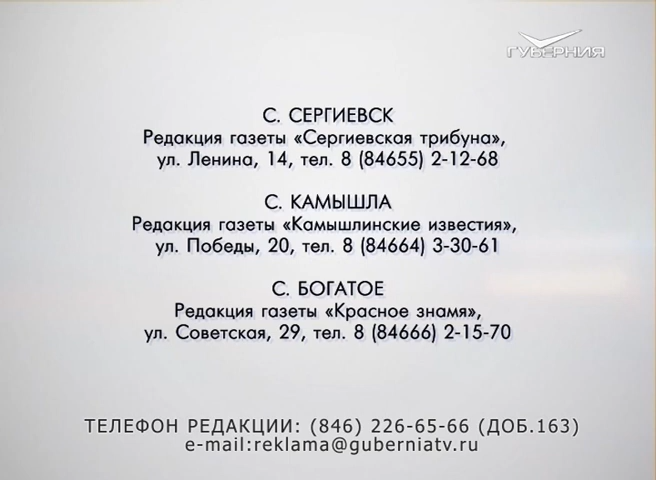 ГУБЕРНИЯ
С. СЕРГИЕВСК
Редакция газеты «Сергиевская трибуна»,
ул. Ленина, 14, тел. 8 (84655) 2-12-68
С. КАМЫШЛА
Редакция газеты «Камышлинские известия»,
ул. Победы, 20, тел. 8 (84664) 3-30-61
С. БОГАТОЕ
Редакция газеты «Красное знамя»,
ул. Советская, 29, тел. 8 (84666) 2-15-70
ТЕЛЕФОН РЕДАКЦИИ: (846) 226-65-66 (ДОБ.163)
e-mail:reklama@guberniatv.ru